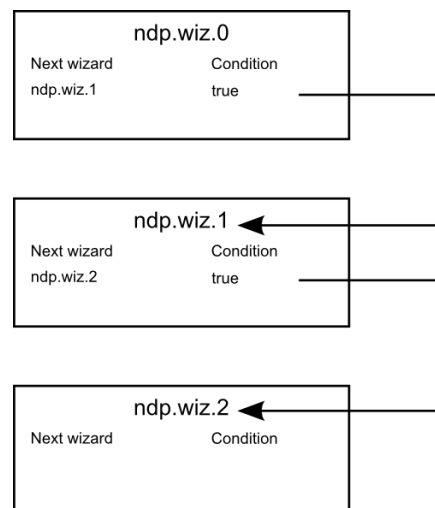 ndp.wiz.0
Next wizard Condition
ndp.wiz.1 true
ndp.wiz.1
Next wizard Condition
ndp.wiz.2 true
ndp.wiz.2
Next wizard Condition